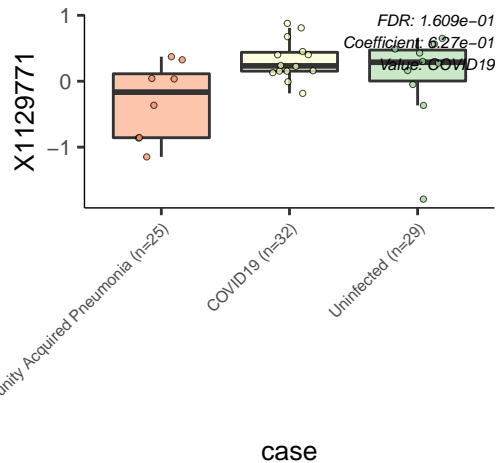 FDR: 1.609e−01
Coefficient: 6.27e−01
Value: COVID19
X1129771
1
0
−1
unity Acquired Pneumonia (n=25)
COVID19 (n=32)
Uninfected (n=29)
case